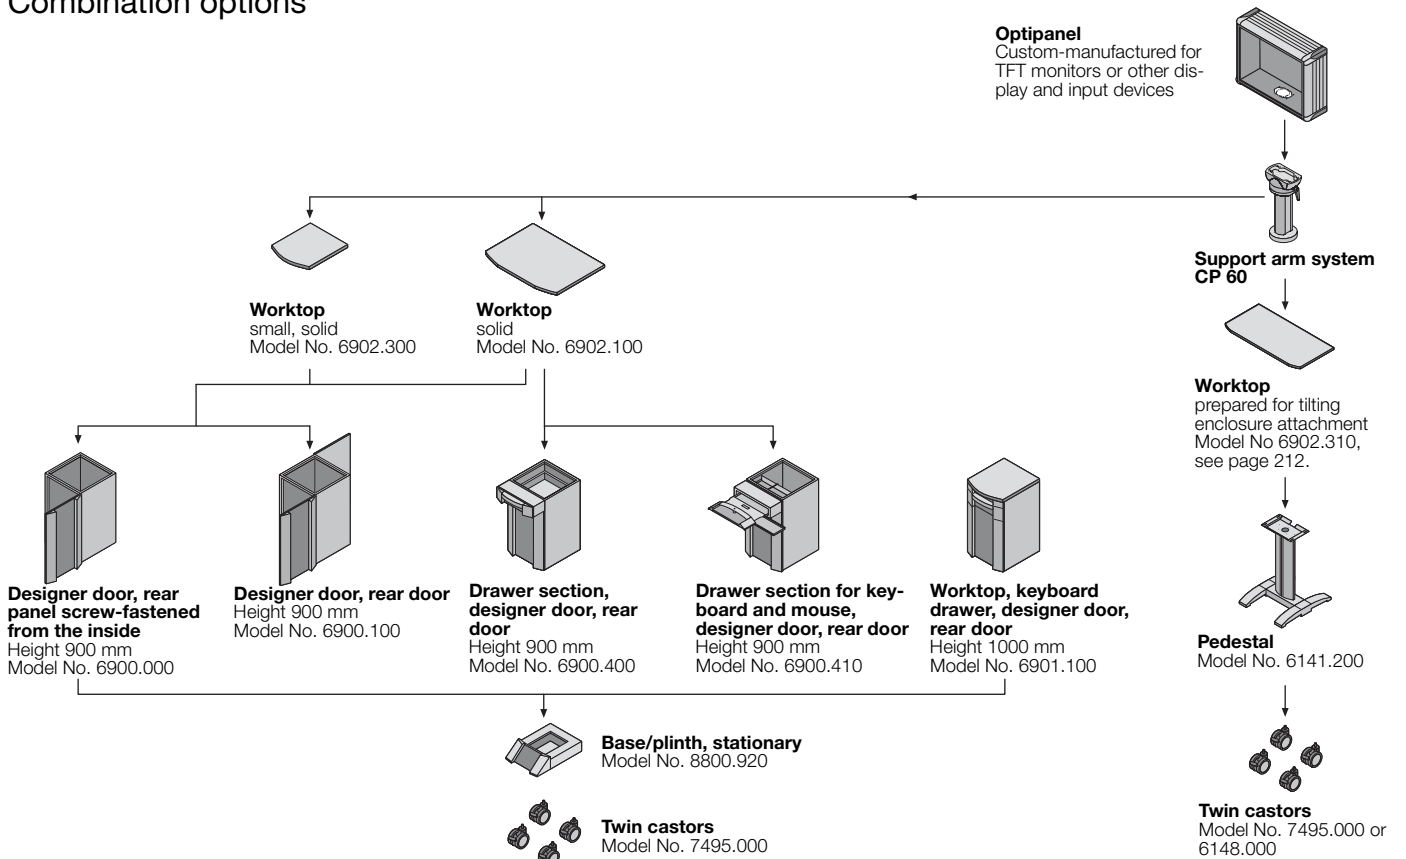 Combination options
Optipanel
Custom-manufactured for
TFT monitors or other dis-
play and input devices
Support arm system
CP 60
Worktop
small, solid
Model No. 6902.300
Worktop
solid
Model No. 6902.100
Worktop
prepared for tilting
enclosure attachment
Model No 6902.310,
see page 212.
Designer door, rear
panel screw-fastened
from the inside
Height 900 mm
Model No. 6900.000
Designer door, rear door
Height 900 mm
Model No. 6900.100
Drawer section,
designer door, rear
door
Height 900 mm
Model No. 6900.400
Drawer section for key-
board and mouse,
designer door, rear door
Height 900 mm
Model No. 6900.410
Worktop, keyboard
drawer, designer door,
rear door
Height 1000 mm
Model No. 6901.100
Pedestal
Model No. 6141.200
Base/plinth, stationary
Model No. 8800.920
Twin castors
Model No. 7495.000
Twin castors
Model No. 7495.000 or
6148.000